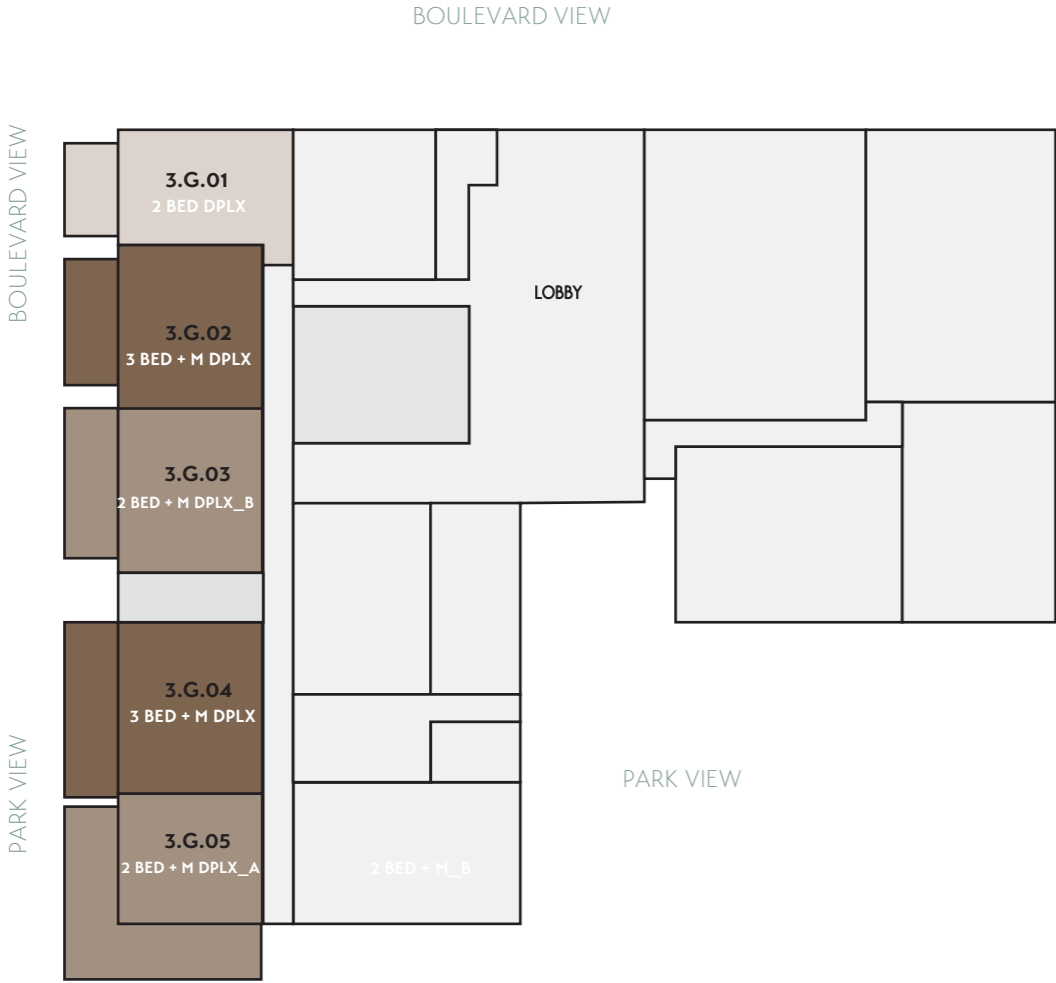 BOULEVARD VIEW
BOULEVARD VIEW
3.G.01
2 BED DPLX
LOBBY
3.G.02
3 BED + M DPLX
3.G.03
2 BED + M DPLX_B
3.G.04
3 BED + M DPLX
PARK VIEW
PARK VIEW
3.G.05
2 BED + M DPLX_A
2 BED + M_B